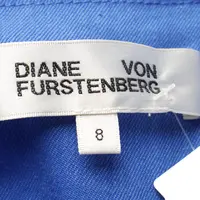 DIANE VON
FURSTENBERG
8